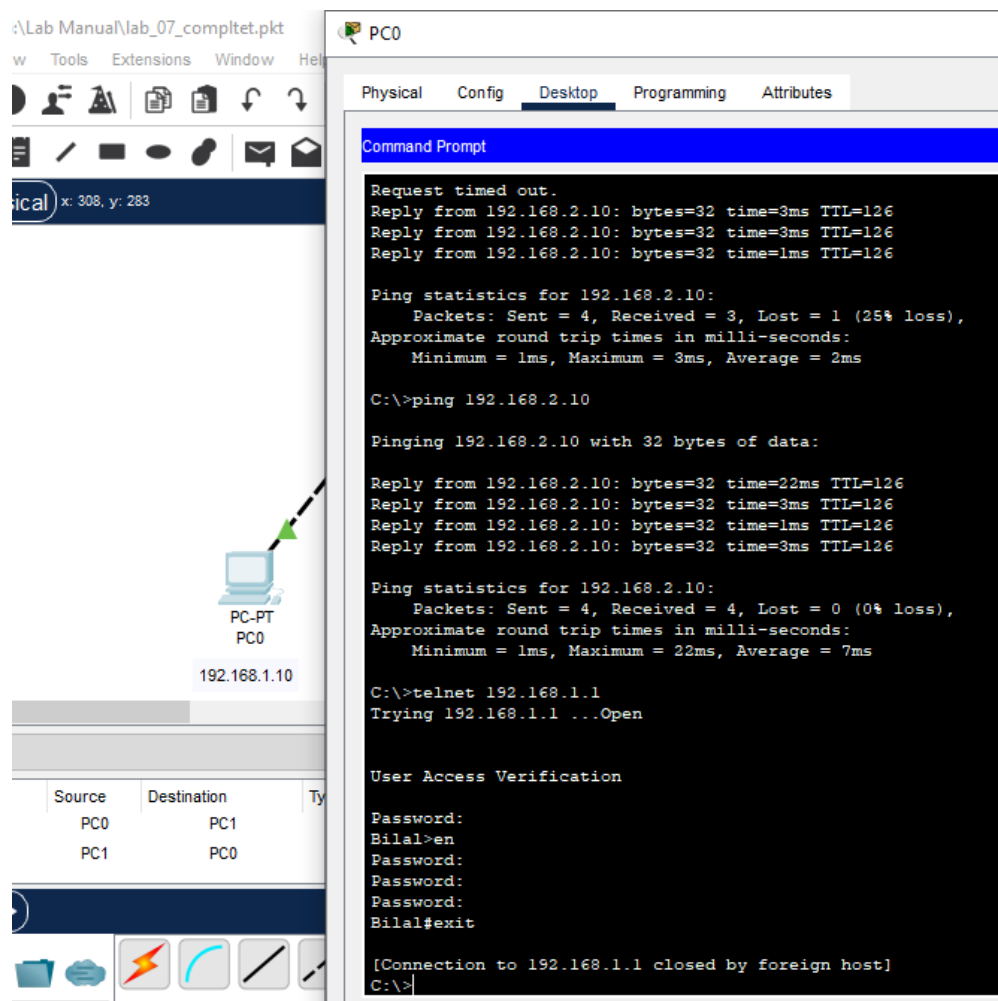 :\Lab Manual\lab_07_compltet.pkt
w Tools Extensions Window Help
sical x: 308, y: 283
PC-PT
PC0
192.168.1.10
Source Destination Ty
PC0 PC1
PC1 PC0
PC0
Physical Config Desktop Programming Attributes
Command Prompt
Request timed out.
Reply from 192.168.2.10: bytes=32 time=3ms TTL=126
Reply from 192.168.2.10: bytes=32 time=3ms TTL=126
Reply from 192.168.2.10: bytes=32 time=1ms TTL=126
Ping statistics for 192.168.2.10:
Packets: Sent = 4, Received = 3, Lost = 1 (25% loss),
Approximate round trip times in milli-seconds:
Minimum = 1ms, Maximum = 3ms, Average = 2ms
C:\>ping 192.168.2.10
Pinging 192.168.2.10 with 32 bytes of data:
Reply from 192.168.2.10: bytes=32 time=22ms TTL=126
Reply from 192.168.2.10: bytes=32 time=3ms TTL=126
Reply from 192.168.2.10: bytes=32 time=1ms TTL=126
Reply from 192.168.2.10: bytes=32 time=3ms TTL=126
Ping statistics for 192.168.2.10:
Packets: Sent = 4, Received = 4, Lost = 0 (0% loss),
Approximate round trip times in milli-seconds:
Minimum = 1ms, Maximum = 22ms, Average = 7ms
C:\>telnet 192.168.1.1
Trying 192.168.1.1 ...Open
User Access Verification
Password:
Bilal>en
Password:
Password:
Password:
Bilal#exit
[Connection to 192.168.1.1 closed by foreign host]
C:\>